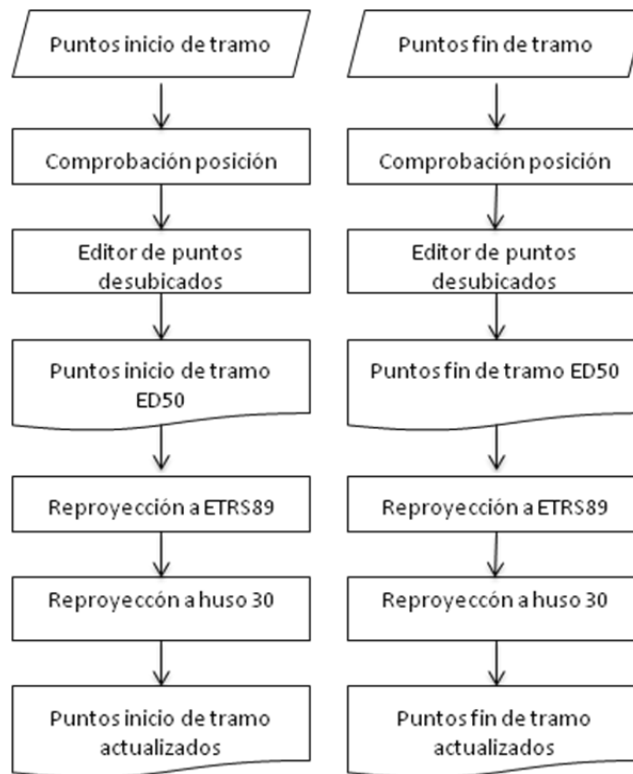 Puntos inicio de tramo
Comprobación posición
Editor de puntos
desubicados
Puntos inicio de tramo
ED50
Reproyección a ETRS89
Reproyeccón a huso 30
Puntos inicio de tramo
actualizados
Puntos fin de tramo
Comprobación posición
Editor de puntos
desubicados
Puntos fin de tramo ED50
Reproyección a ETRS89
Reproyeccón a huso 30
Puntos fin de tramo
actualizados